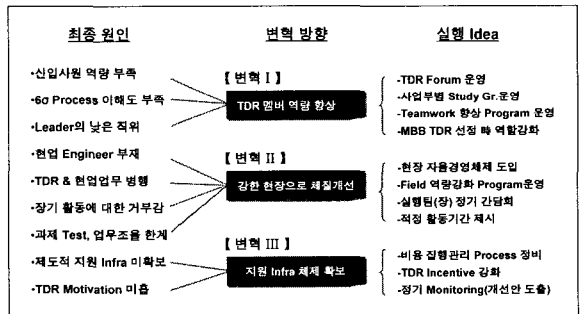 최종 원인
변혁 방향
실행 Idea
·신입사원 역량 부족
·6σ Process 이해도 부족
·Leader의 낮은 직위
·현업 Engineer 부재
·TDR & 현업업무 병행
·장기 활동에 대한 거부감
·과제 Test, 업무조율 한계
·제도적 지원 Infra 미확보
·TDR Motivation 미흡
【 변혁 I 】
TDR 멤버 역량 향상
【 변혁 II 】
강한 현장으로 체질개선
【 변혁 III 】
지원 Infra 체제 확보
-TDR Forum 운영
-사업부별 Study Gr.운영
-Teamwork 향상 Program 운영
-MBB TDR 선정 時 역할강화
-현장 자율경영체제 도입
-Field 역량강화 Program운영
-실행팀(장) 정기 간담회
-적정 활동기간 제시
-비용 집행관리 Process 정비
-TDR Incentive 강화
-정기 Monitoring(개선안 도출)